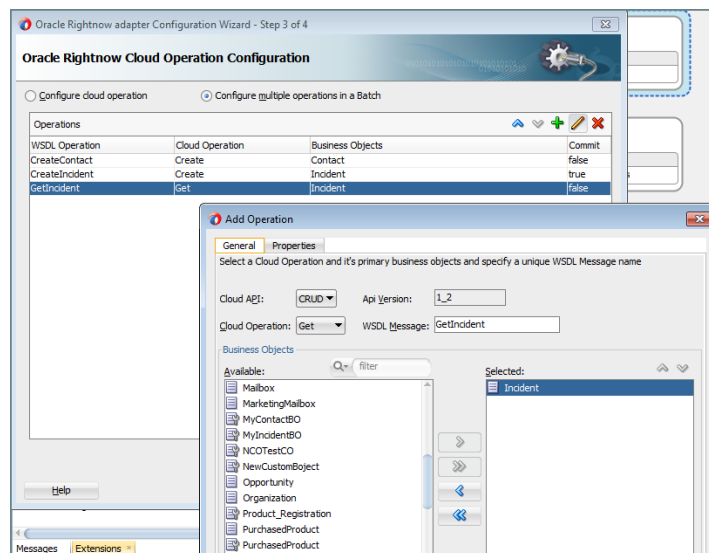 Oracle Rightnow adapter Configuration Wizard - Step 3 of 4
Oracle Rightnow Cloud Operation Configuration
Configure cloud operation Configure multiple operations in a Batch
Operations
WSDL Operation Cloud Operation Business Objects Commit
CreateContact Create Contact false
CreateIncident Create Incident true
GetIncident Get Incident false
Add Operation
General Properties
Select a Cloud Operation and it's primary business objects and specify a unique WSDL Message name
Cloud API: CRUD Api Version: 1_2
Cloud Operation: Get WSDL Message: GetIncident
Business Objects
Available: filter Selected:
Mailbox Incident
MarketingMailbox
MyContactBO
MyIncidentBO
NCOTestCO
NewCustomBoject
Opportunity
Organization
Product_Registration
PurchasedProduct
PurchasedProduct
Help
Messages Extensions